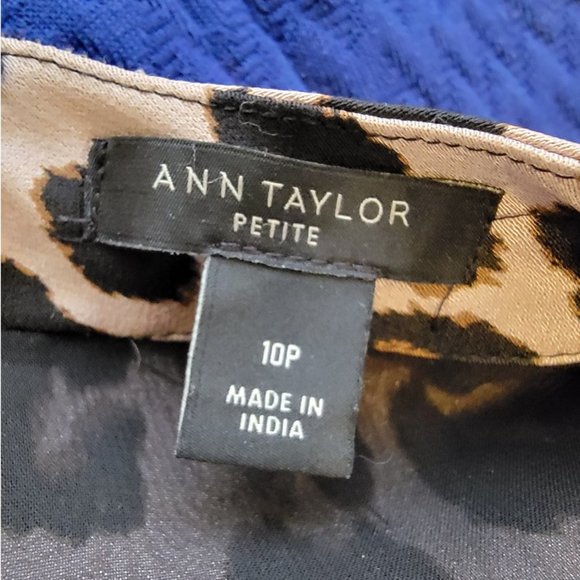 ANN TAYLOR
PETITE
10P
MADE IN
INDIA